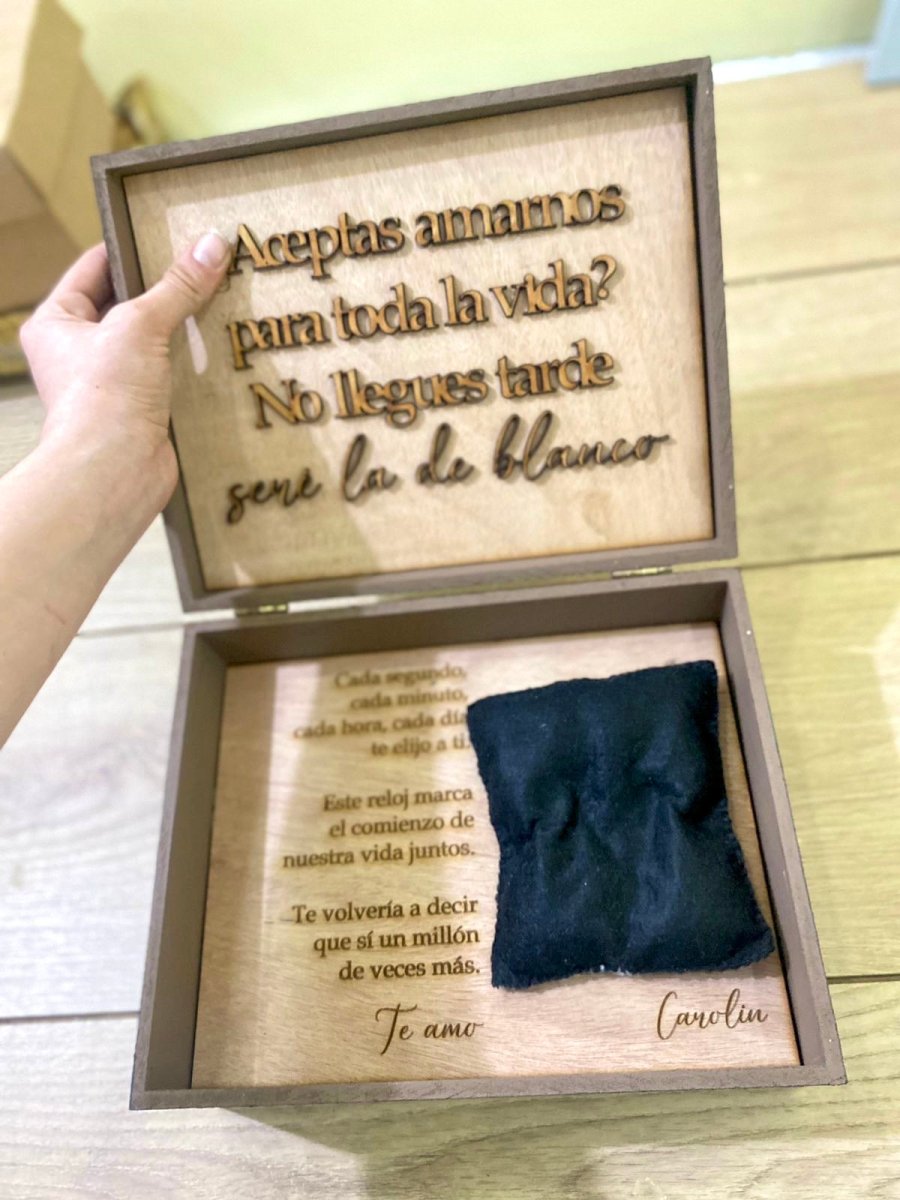 Aceptas amarnos
para toda la vida?
No llegues tarde
seré la de blanco
Cada segundo,
cada minuto,
cada hora, cada día
te elijo a ti.
Este reloj marca
el comienzo de
nuestra vida juntos.
Te volvería a decir
que sí un millón
de veces más.
Te amo
Carolin